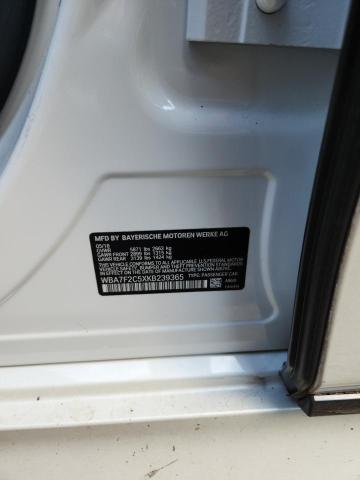 MFD BY BAYERISCHE MOTOREN WERKE AG
05/18
GVWR 5871 lbs 2663 kg
GAWR FRONT 2899 lbs 1315 kg
GAWR REAR 3139 lbs 1424 kg
THIS VEHICLE CONFORMS TO ALL APPLICABLE U.S. FEDERAL MOTOR
VEHICLE SAFETY, BUMPER AND THEFT PREVENTION STANDARDS
IN EFFECT ON THE DATE OF MANUFACTURE SHOWN ABOVE.
WBA7F2C5XKB239365 TYPE: PASSENGER CAR